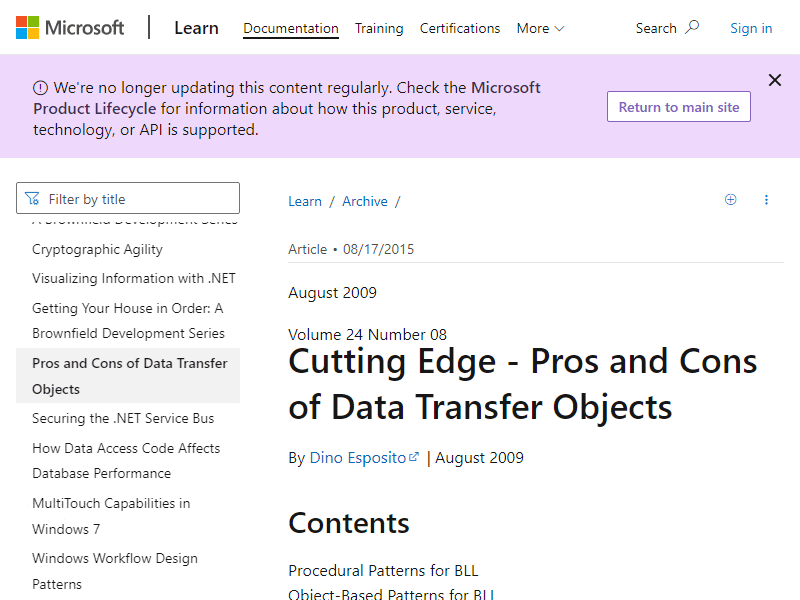 Microsoft
Learn
Documentation
Training
Certifications
More
Search
Sign in
We're no longer updating this content regularly. Check the Microsoft
Product Lifecycle for information about how this product, service,
technology, or API is supported.
Return to main site
Filter by title
A Brownfield Development Series
Cryptographic Agility
Visualizing Information with .NET
Getting Your House in Order: A
Brownfield Development Series
Pros and Cons of Data Transfer
Objects
Securing the .NET Service Bus
How Data Access Code Affects
Database Performance
MultiTouch Capabilities in
Windows 7
Windows Workflow Design
Patterns
Learn / Archive /
Article • 08/17/2015
August 2009
Volume 24 Number 08
Cutting Edge - Pros and Cons
of Data Transfer Objects
By Dino Esposito | August 2009
Contents
Procedural Patterns for BLL
Object-Based Patterns for BLL